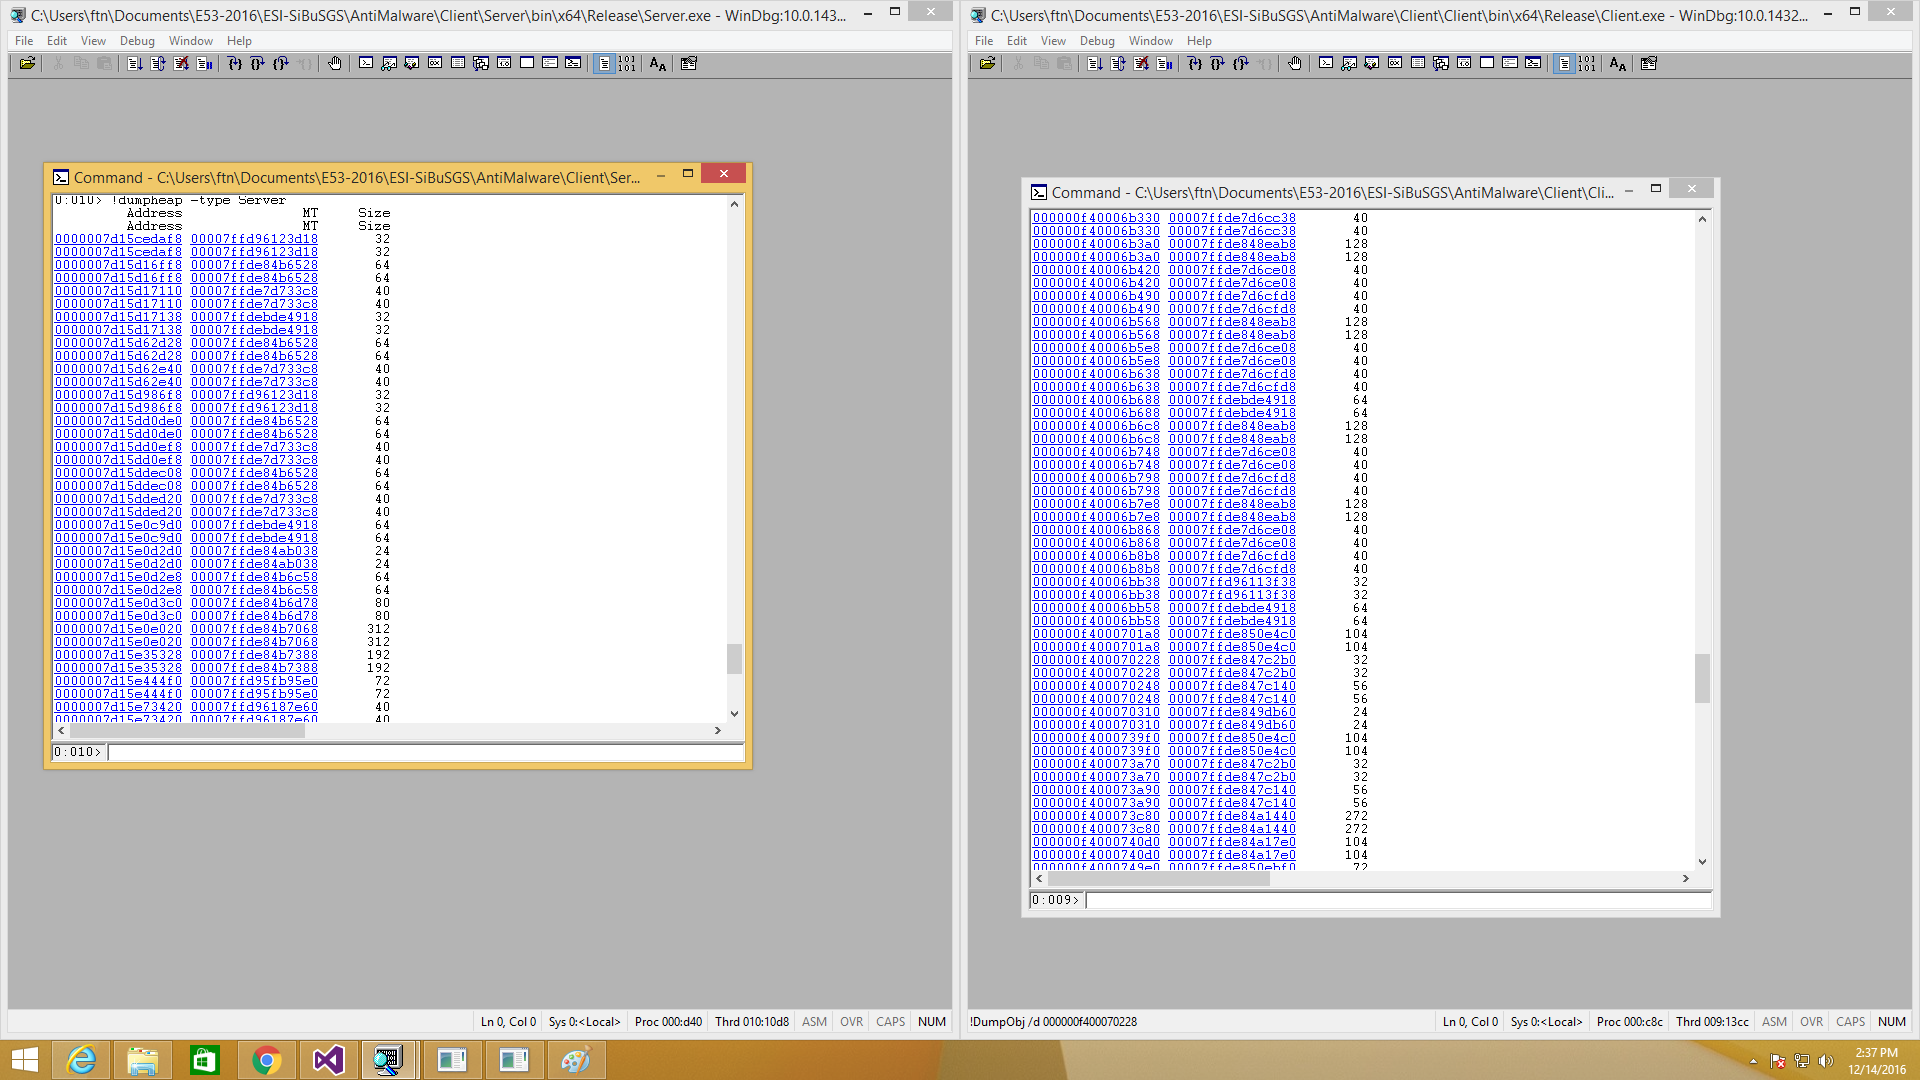 C:\Users\ftn\Documents\E53-2016\ESI-SiBuSGS\AntiMalware\Client\Server\bin\x64\Release\Server.exe - WinDbg:10.0.143...
File Edit View Debug Window Help
Command - C:\Users\ftn\Documents\E53-2016\ESI-SiBuSGS\AntiMalware\Client\Ser...
0:010> !dumpheap -type Server
Address MT Size
Address MT Size
0000007d15cedaf8 00007ffd96123d18 32
0000007d15cedaf8 00007ffd96123d18 32
0000007d15d16ff8 00007ffde84b6528 64
0000007d15d16ff8 00007ffde84b6528 64
0000007d15d17110 00007ffde7d733c8 40
0000007d15d17110 00007ffde7d733c8 40
0000007d15d17138 00007ffdebde4918 32
0000007d15d17138 00007ffdebde4918 32
0000007d15d62d28 00007ffde84b6528 64
0000007d15d62d28 00007ffde84b6528 64
0000007d15d62e40 00007ffde7d733c8 40
0000007d15d62e40 00007ffde7d733c8 40
0000007d15d986f8 00007ffd96123d18 32
0000007d15d986f8 00007ffd96123d18 32
0000007d15dd0de0 00007ffde84b6528 64
0000007d15dd0de0 00007ffde84b6528 64
0000007d15dd0ef8 00007ffde7d733c8 40
0000007d15dd0ef8 00007ffde7d733c8 40
0000007d15ddec08 00007ffde84b6528 64
0000007d15ddec08 00007ffde84b6528 64
0000007d15dded20 00007ffde7d733c8 40
0000007d15dded20 00007ffde7d733c8 40
0000007d15e0c9d0 00007ffdebde4918 64
0000007d15e0c9d0 00007ffdebde4918 64
0000007d15e0d2d0 00007ffde84ab038 24
0000007d15e0d2d0 00007ffde84ab038 24
0000007d15e0d2e8 00007ffde84b6c58 64
0000007d15e0d2e8 00007ffde84b6c58 64
0000007d15e0d3c0 00007ffde84b6d78 80
0000007d15e0d3c0 00007ffde84b6d78 80
0000007d15e0e020 00007ffde84b7068 312
0000007d15e0e020 00007ffde84b7068 312
0000007d15e35328 00007ffde84b7388 192
0000007d15e35328 00007ffde84b7388 192
0000007d15e444f0 00007ffd95fb95e0 72
0000007d15e444f0 00007ffd95fb95e0 72
0000007d15e73420 00007ffd96187e60 40
0000007d15e73420 00007ffd96187e60 40
0:010>
Ln 0, Col 0 Sys 0:<Local> Proc 000:d40 Thrd 010:10d8 ASM OVR CAPS NUM
C:\Users\ftn\Documents\E53-2016\ESI-SiBuSGS\AntiMalware\Client\Client\bin\x64\Release\Client.exe - WinDbg:10.0.1432...
File Edit View Debug Window Help
Command - C:\Users\ftn\Documents\E53-2016\ESI-SiBuSGS\AntiMalware\Client\Cli...
000000f40006b330 00007ffde7d6cc38 40
000000f40006b330 00007ffde7d6cc38 40
000000f40006b3a0 00007ffde848eab8 128
000000f40006b3a0 00007ffde848eab8 128
000000f40006b420 00007ffde7d6ce08 40
000000f40006b420 00007ffde7d6ce08 40
000000f40006b490 00007ffde7d6cfd8 40
000000f40006b490 00007ffde7d6cfd8 40
000000f40006b568 00007ffde848eab8 128
000000f40006b568 00007ffde848eab8 128
000000f40006b5e8 00007ffde7d6ce08 40
000000f40006b5e8 00007ffde7d6ce08 40
000000f40006b638 00007ffde7d6cfd8 40
000000f40006b638 00007ffde7d6cfd8 40
000000f40006b688 00007ffdebde4918 64
000000f40006b688 00007ffdebde4918 64
000000f40006b6c8 00007ffde848eab8 128
000000f40006b6c8 00007ffde848eab8 128
000000f40006b748 00007ffde7d6ce08 40
000000f40006b748 00007ffde7d6ce08 40
000000f40006b798 00007ffde7d6cfd8 40
000000f40006b798 00007ffde7d6cfd8 40
000000f40006b7e8 00007ffde848eab8 128
000000f40006b7e8 00007ffde848eab8 128
000000f40006b868 00007ffde7d6ce08 40
000000f40006b868 00007ffde7d6ce08 40
000000f40006b8b8 00007ffde7d6cfd8 40
000000f40006b8b8 00007ffde7d6cfd8 40
000000f40006bb38 00007ffd96113f38 32
000000f40006bb38 00007ffd96113f38 32
000000f40006bb58 00007ffdebde4918 64
000000f40006bb58 00007ffdebde4918 64
000000f4000701a8 00007ffde850e4c0 104
000000f4000701a8 00007ffde850e4c0 104
000000f400070228 00007ffde847c2b0 32
000000f400070228 00007ffde847c2b0 32
000000f400070248 00007ffde847c140 56
000000f400070248 00007ffde847c140 56
000000f400070310 00007ffde849db60 24
000000f400070310 00007ffde849db60 24
000000f4000739f0 00007ffde850e4c0 104
000000f4000739f0 00007ffde850e4c0 104
000000f400073a70 00007ffde847c2b0 32
000000f400073a70 00007ffde847c2b0 32
000000f400073a90 00007ffde847c140 56
000000f400073a90 00007ffde847c140 56
000000f400073c80 00007ffde84a1440 272
000000f400073c80 00007ffde84a1440 272
000000f4000740d0 00007ffde84a17e0 104
000000f4000740d0 00007ffde84a17e0 104
000000f4000749e0 00007ffde850ebf0 72
0:009>
!DumpObj /d 000000f400070228
Ln 0, Col 0 Sys 0:<Local> Proc 000:c8c Thrd 009:13cc ASM OVR CAPS NUM
2:37 PM
12/14/2016